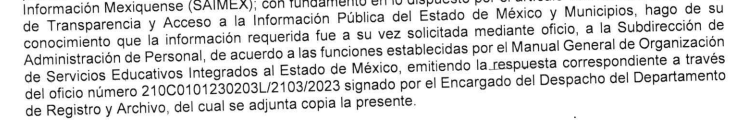 Información Mexiquense (SAIMEX); con fundamento en lo dispuesto por el
de Transparencia y Acceso a la Información Pública del Estado de México y Municipios, hago de su
conocimiento que la información requerida fue a su vez solicitada mediante oficio, a la Subdirección de
Administración de Personal, de acuerdo a las funciones establecidas por el Manual General de Organización
de Servicios Educativos Integrados al Estado de México, emitiendo la respuesta correspondiente a través
del oficio número 210C0101230203L/2103/2023 signado por el Encargado del Despacho del Departamento
de Registro y Archivo, del cual se adjunta copia la presente.